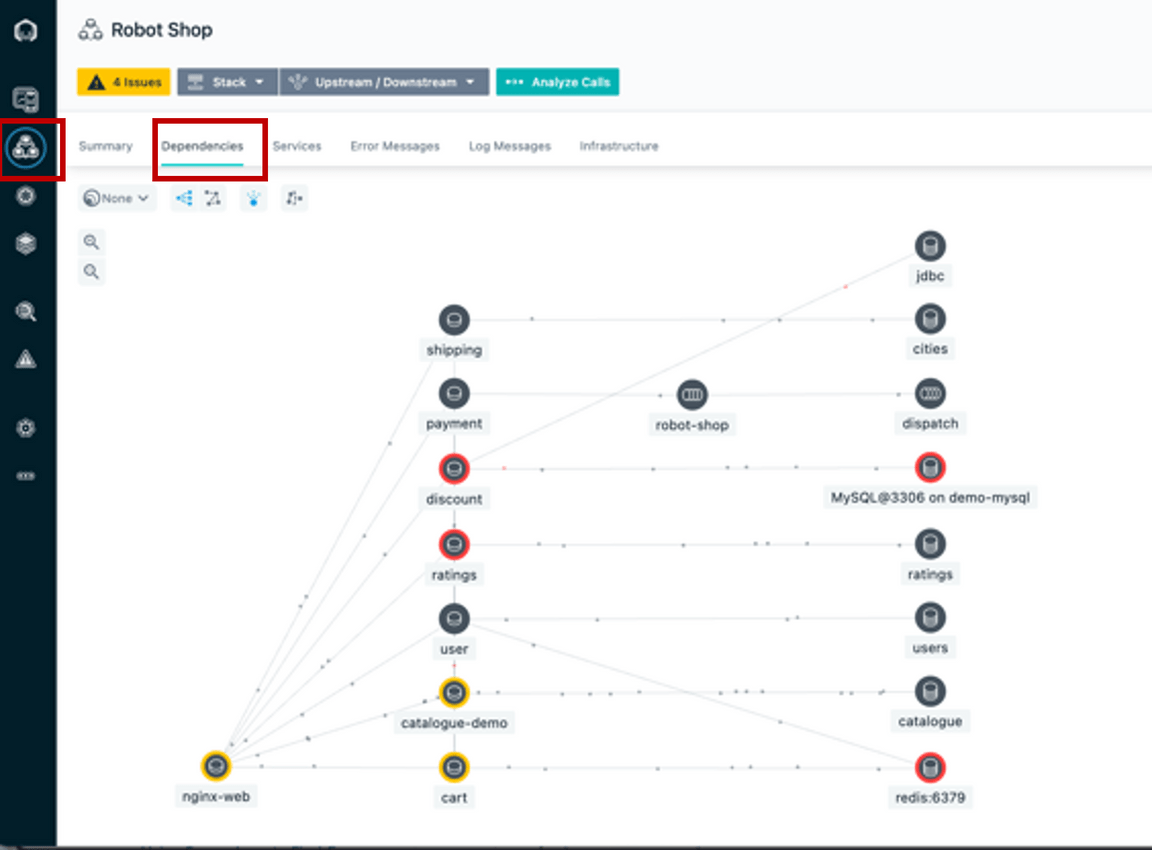 Robot Shop
4 Issues
Stack
Upstream / Downstream
Analyze Calls
Summary
Dependencies
Services
Error Messages
Log Messages
Infrastructure
None
jdbc
shipping
cities
payment
robot-shop
dispatch
discount
MySQL@3306 on demo-mysql
ratings
ratings
user
users
catalogue-demo
catalogue
nginx-web
cart
redis:6379